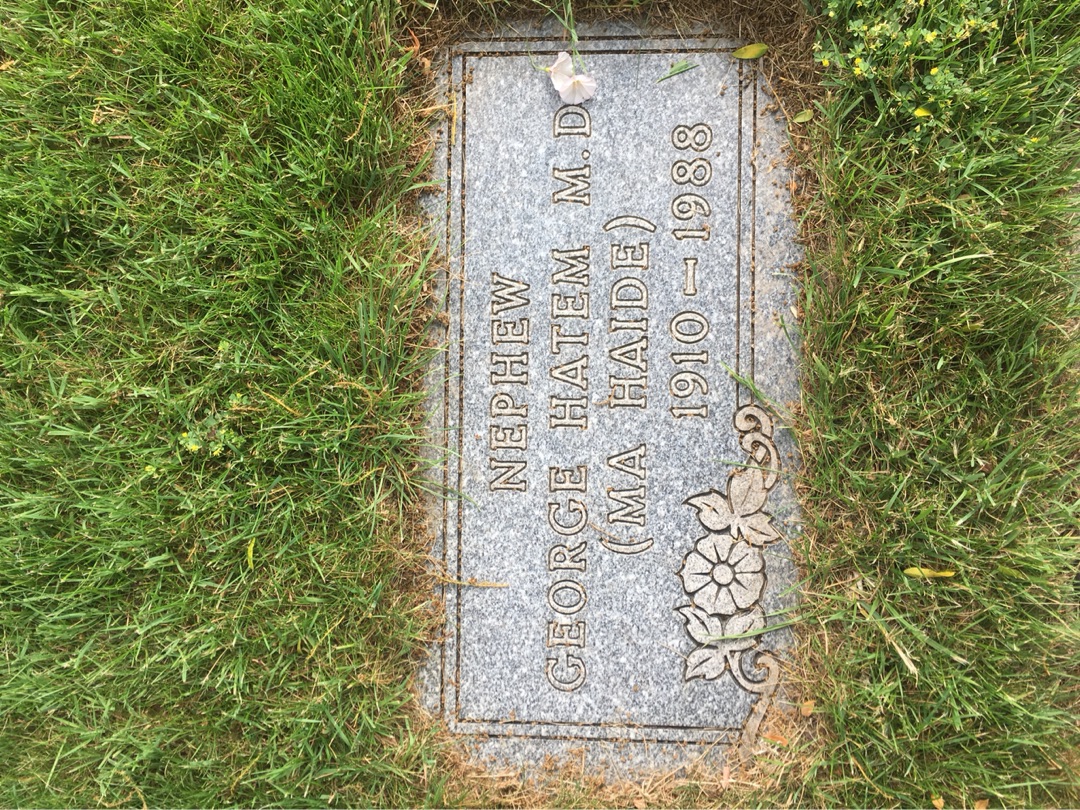 NEPHEW
GEORGE HATEM M.D
(MA HAIDE)
1910-1988